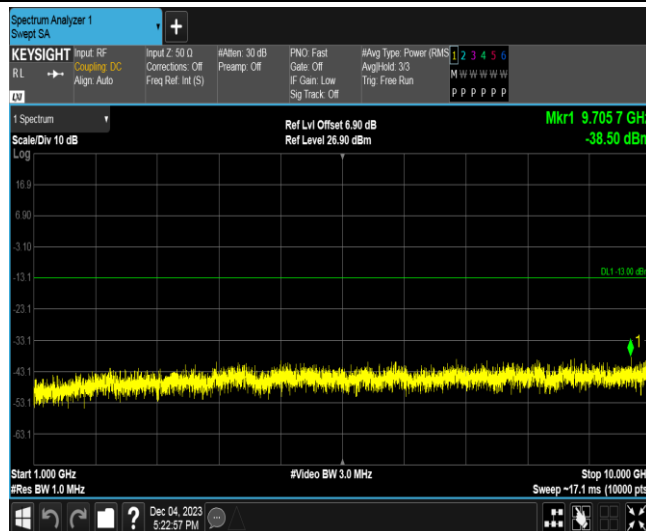 Spectrum Analyzer 1
Swept SA
KEYSIGHT
RL
Input: RF
Coupling: DC
Align: Auto
Input Z: 50 Ω
Corrections: Off
Freq Ref: Int (S)
#Atten: 30 dB
Preamp: Off
PNO: Fast
Gate: Off
IF Gain: Low
Sig Track: Off
#Avg Type: Power (RMS
Avg|Hold: 3/3
Trig: Free Run
1 2 3 4 5 6
M W W W W W
P P P P P P
1 Spectrum
Scale/Div 10 dB
Ref Lvl Offset 6.90 dB
Ref Level 26.90 dBm
Mkr1 9.705 7 GHz
-38.50 dBm
Log
16.9
6.90
-3.10
-13.1
DL1 -13.00 dBm
-23.1
-33.1
1
-43.1
-53.1
-63.1
Start 1.000 GHz
#Res BW 1.0 MHz
#Video BW 3.0 MHz
Stop 10.000 GHz
Sweep ~17.1 ms (10000 pts
Dec 04, 2023
5:22:57 PM